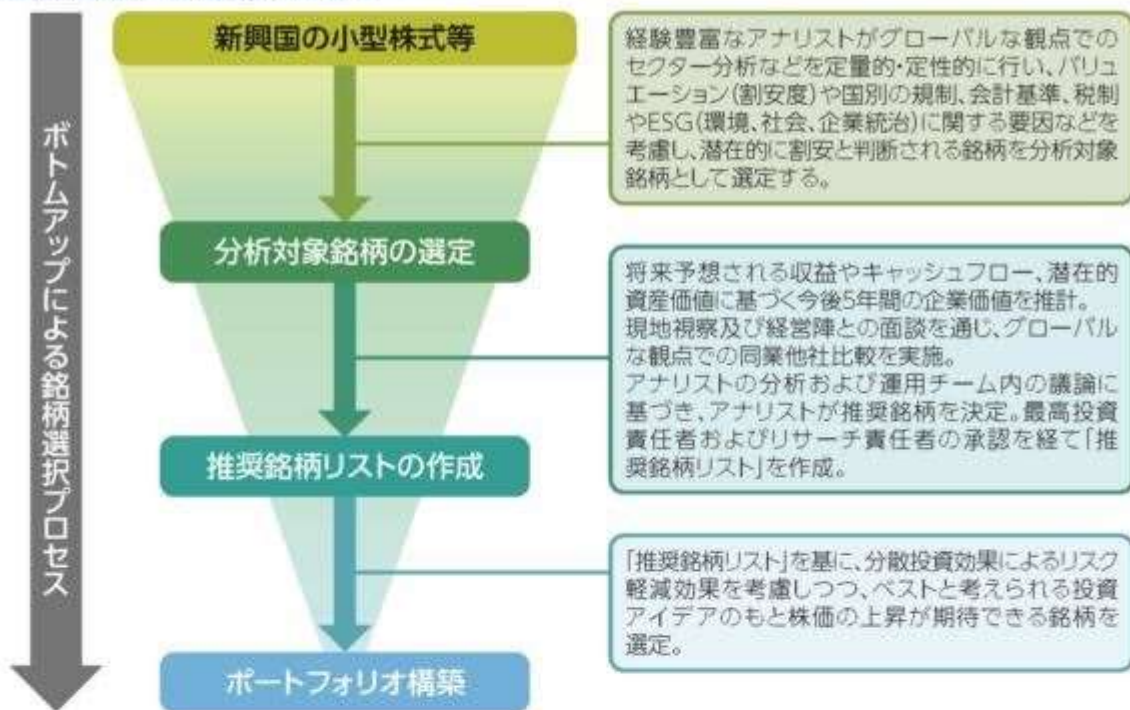 新興国の小型株式等
経験豊富なアナリストがグローバルな観点での
セクター分析などを定量的・定性的に行い、バリュ
エーション(割安度)や国別の規制、会計基準、税制
やESG(環境、社会、企業統治)に関する要因などを
考慮し、潜在的に割安と判断される銘柄を分析対象
銘柄として選定する。
ボトムアップによる銘柄選択プロセス
分析対象銘柄の選定
将来予想される収益やキャッシュフロー、潜在的
資産価値に基づく今後5年間の企業価値を推計。
現地視察及び経営陣との面談を通じ、グローバル
な観点での同業他社比較を実施。
アナリストの分析および運用チーム内の議論に
基づき、アナリストが推奨銘柄を決定。最高投資
責任者およびリサーチ責任者の承認を経て「推
奨銘柄リスト」を作成。
推奨銘柄リストの作成
「推奨銘柄リスト」を基に、分散投資効果によるリスク
軽減効果を考慮しつつ、ベストと考えられる投資
アイデアのもと株価の上昇が期待できる銘柄を
選定。
ポートフォリオ構築